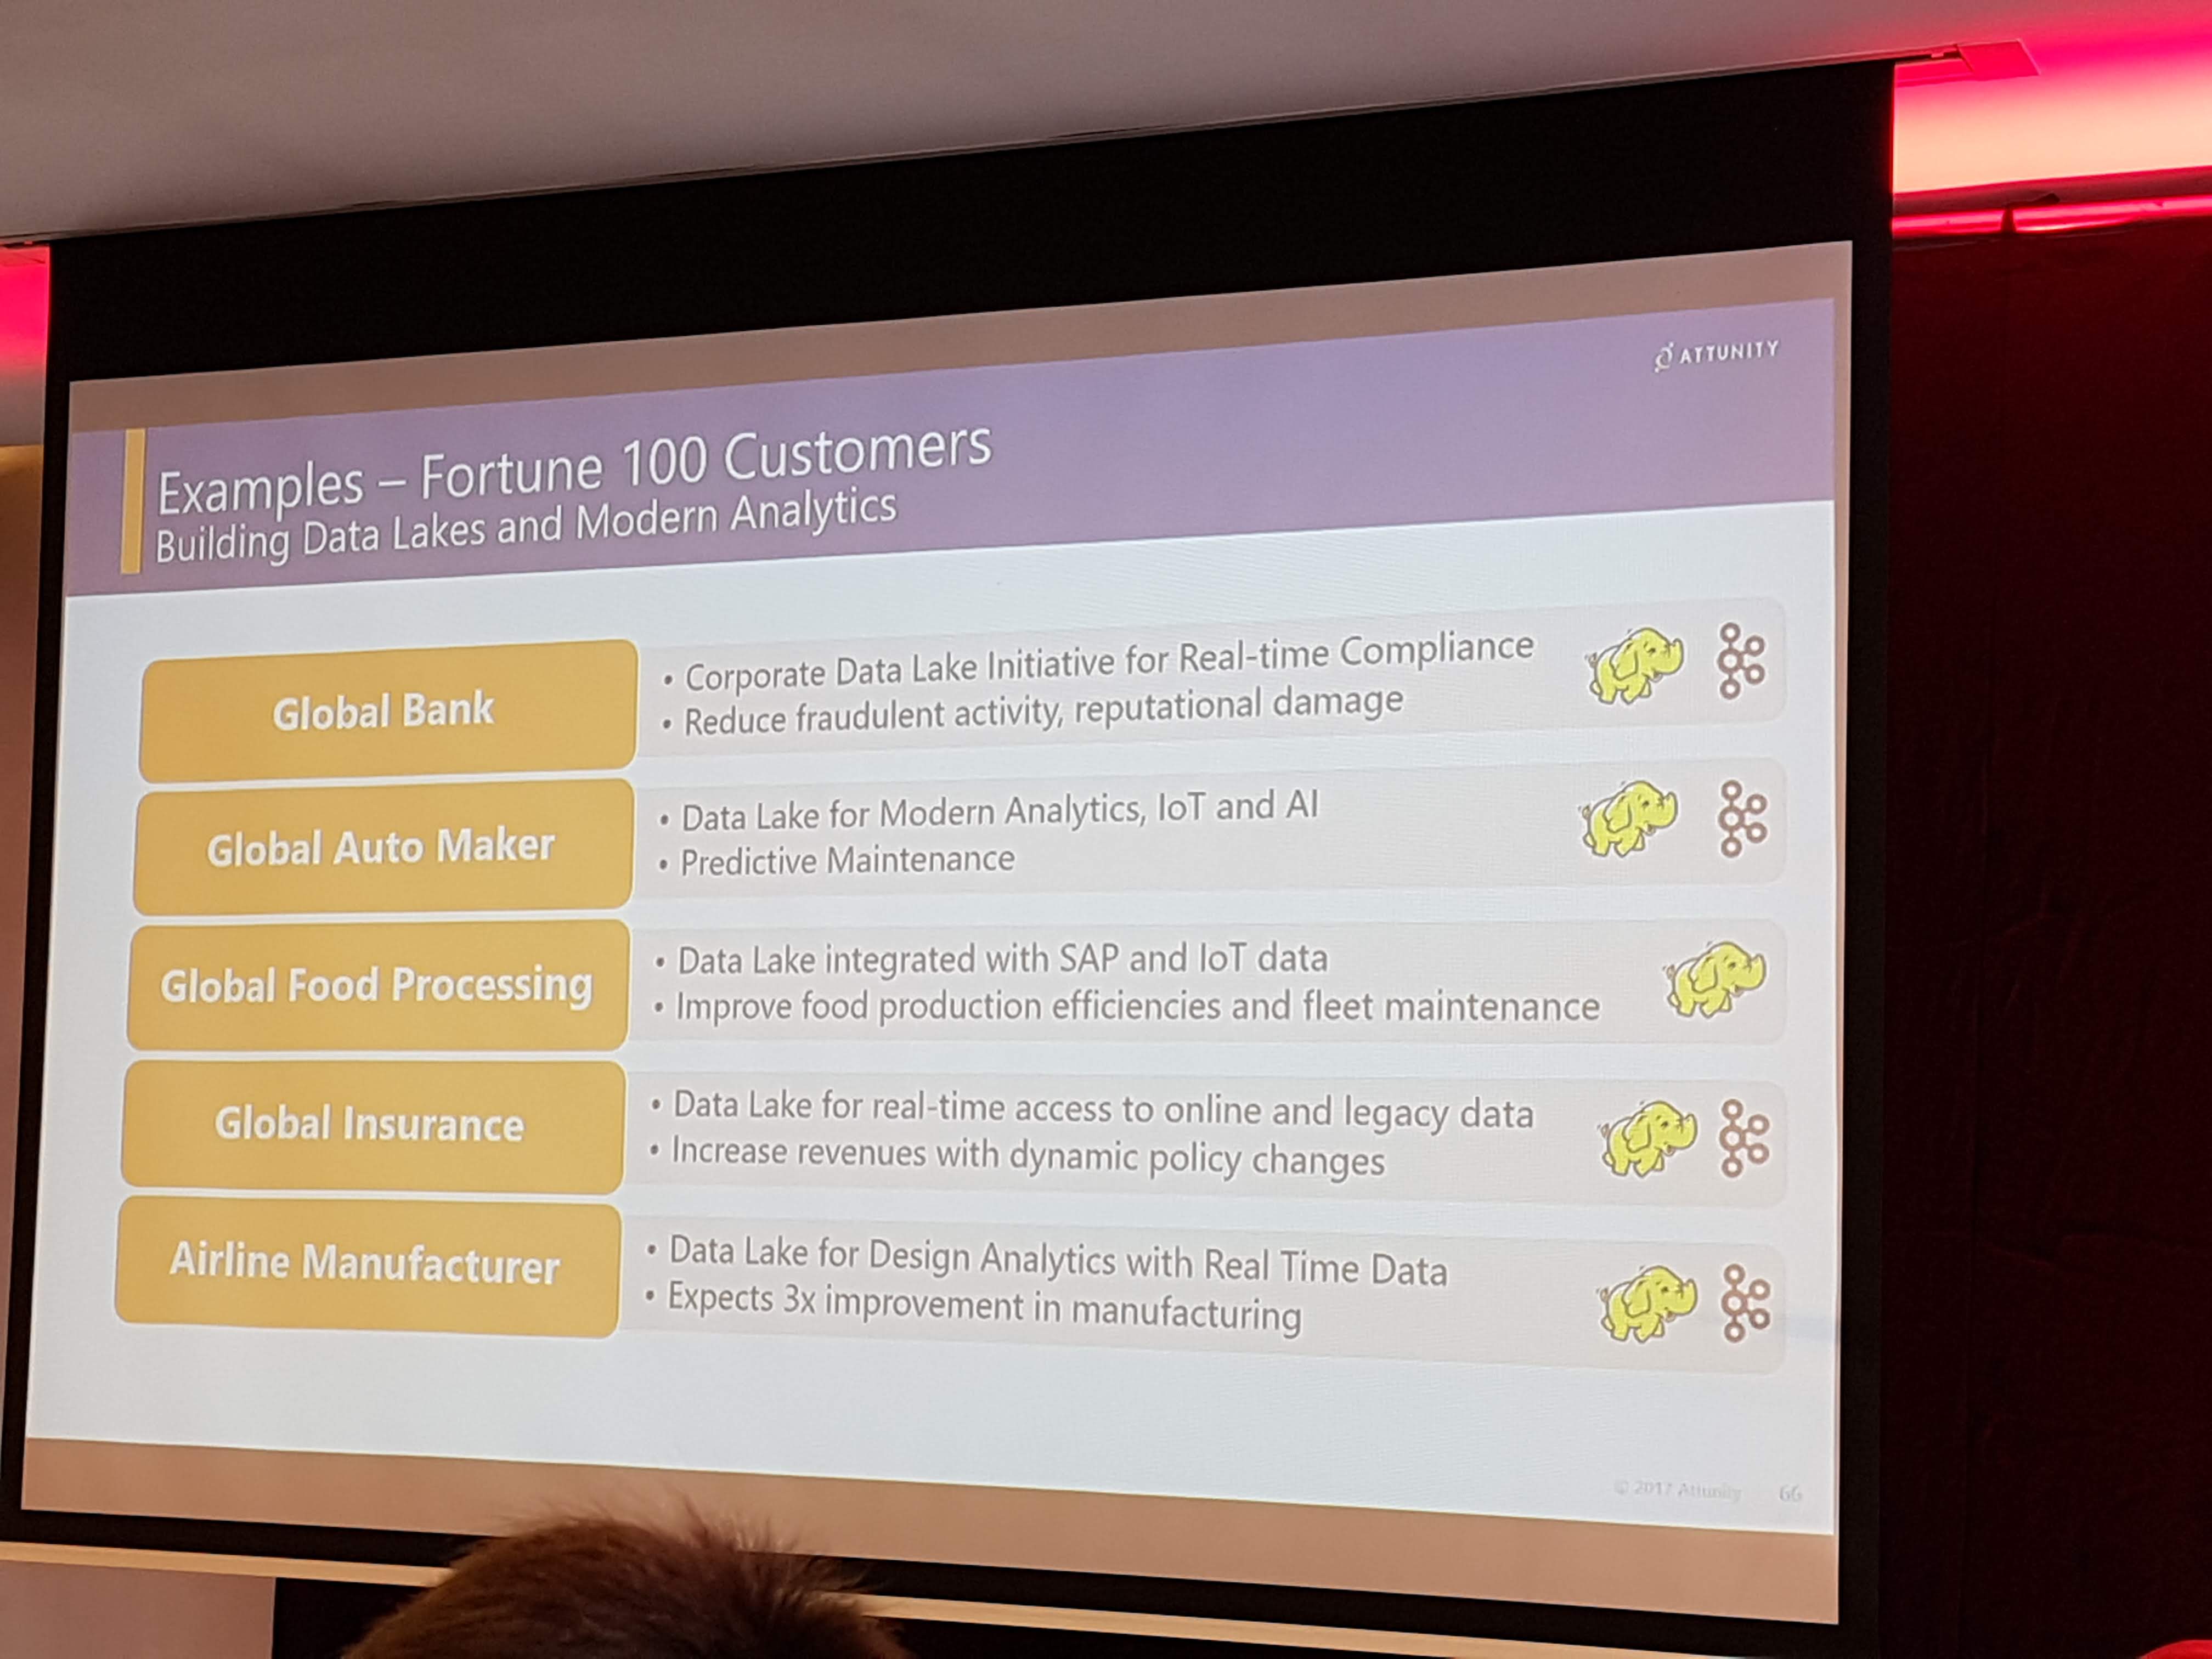 ATTUNITY
Examples – Fortune 100 Customers
Building Data Lakes and Modern Analytics
Global Bank
• Corporate Data Lake Initiative for Real-time Compliance
• Reduce fraudulent activity, reputational damage
Global Auto Maker
• Data Lake for Modern Analytics, IoT and AI
• Predictive Maintenance
Global Food Processing
• Data Lake integrated with SAP and IoT data
• Improve food production efficiencies and fleet maintenance
Global Insurance
• Data Lake for real-time access to online and legacy data
• Increase revenues with dynamic policy changes
Airline Manufacturer
• Data Lake for Design Analytics with Real Time Data
• Expects 3x improvement in manufacturing
© 2017 Attunity 66